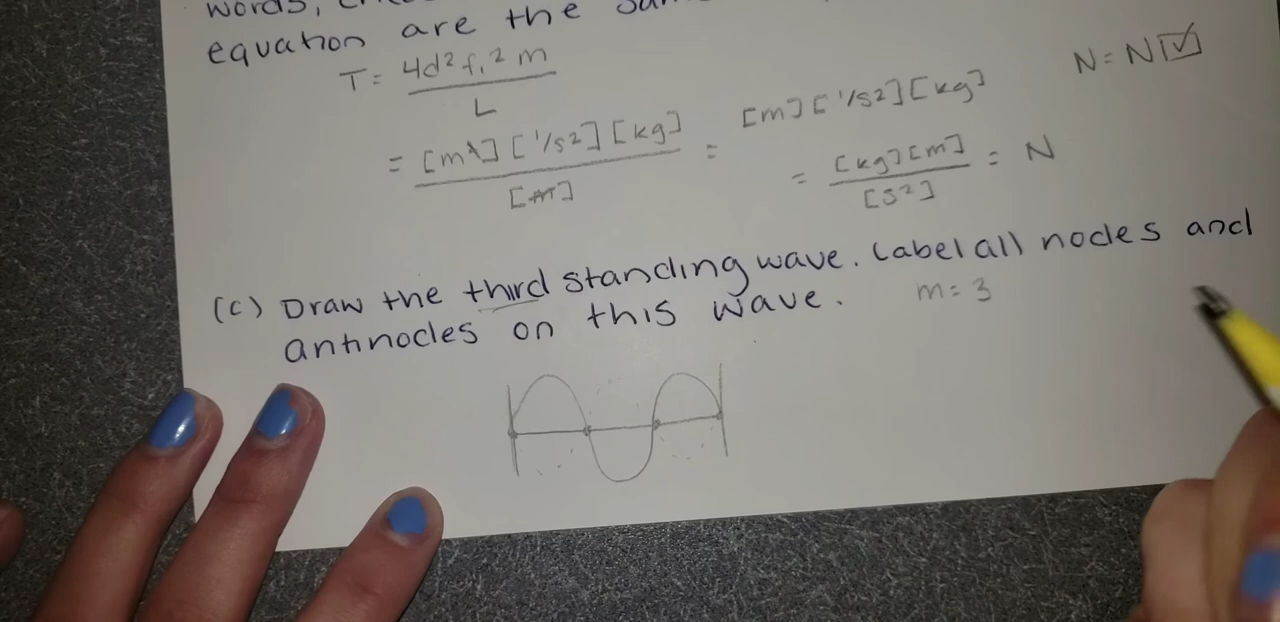 words,
equation are the
T = 4d²f₁²m / L
N = N ☑
= [m²][1/s²][kg] / [m] = [m][1/s²][kg]
= [kg][m] / [s²] = N
(c) Draw the third standing wave. Label all nodes and
antinodes on this wave. m = 3